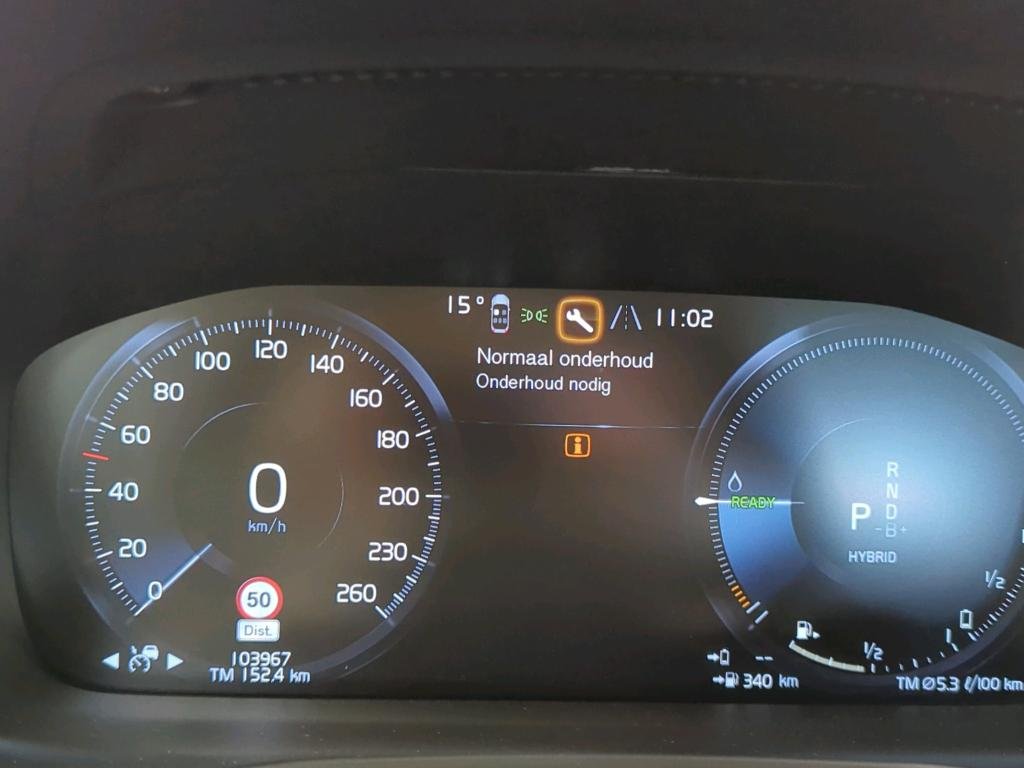 15° 11:02
Normaal onderhoud
Onderhoud nodig
0 20 40 60 80 100 120 140 160 180 200 230 260
0
km/h
50
Dist.
103967
TM 152.4 km
READY
R
N
P D
-B+
HYBRID
1/2
1/2 1
--
340 km
TM Ø5.3 ℓ/100 km